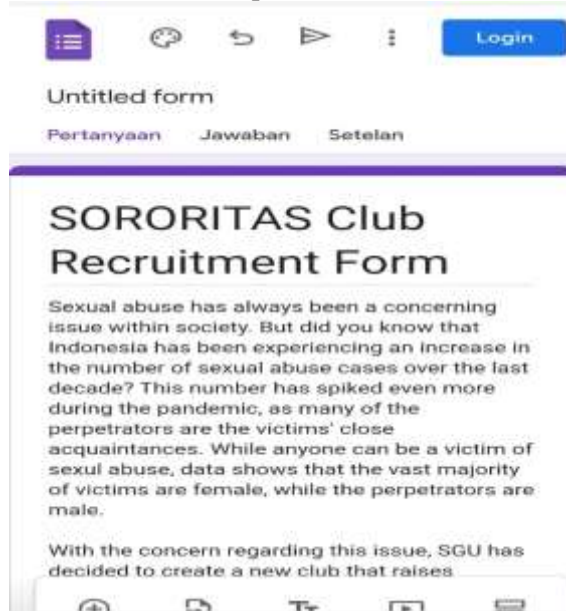 Login
Untitled form
Pertanyaan Jawaban Setelan
SORORITAS Club
Recruitment Form
Sexual abuse has always been a concerning
issue within society. But did you know that
Indonesia has been experiencing an increase in
the number of sexual abuse cases over the last
decade? This number has spiked even more
during the pandemic, as many of the
perpetrators are the victims' close
acquaintances. While anyone can be a victim of
sexul abuse, data shows that the vast majority
of victims are female, while the perpetrators are
male.
With the concern regarding this issue, SGU has
decided to create a new club that raises
Tт